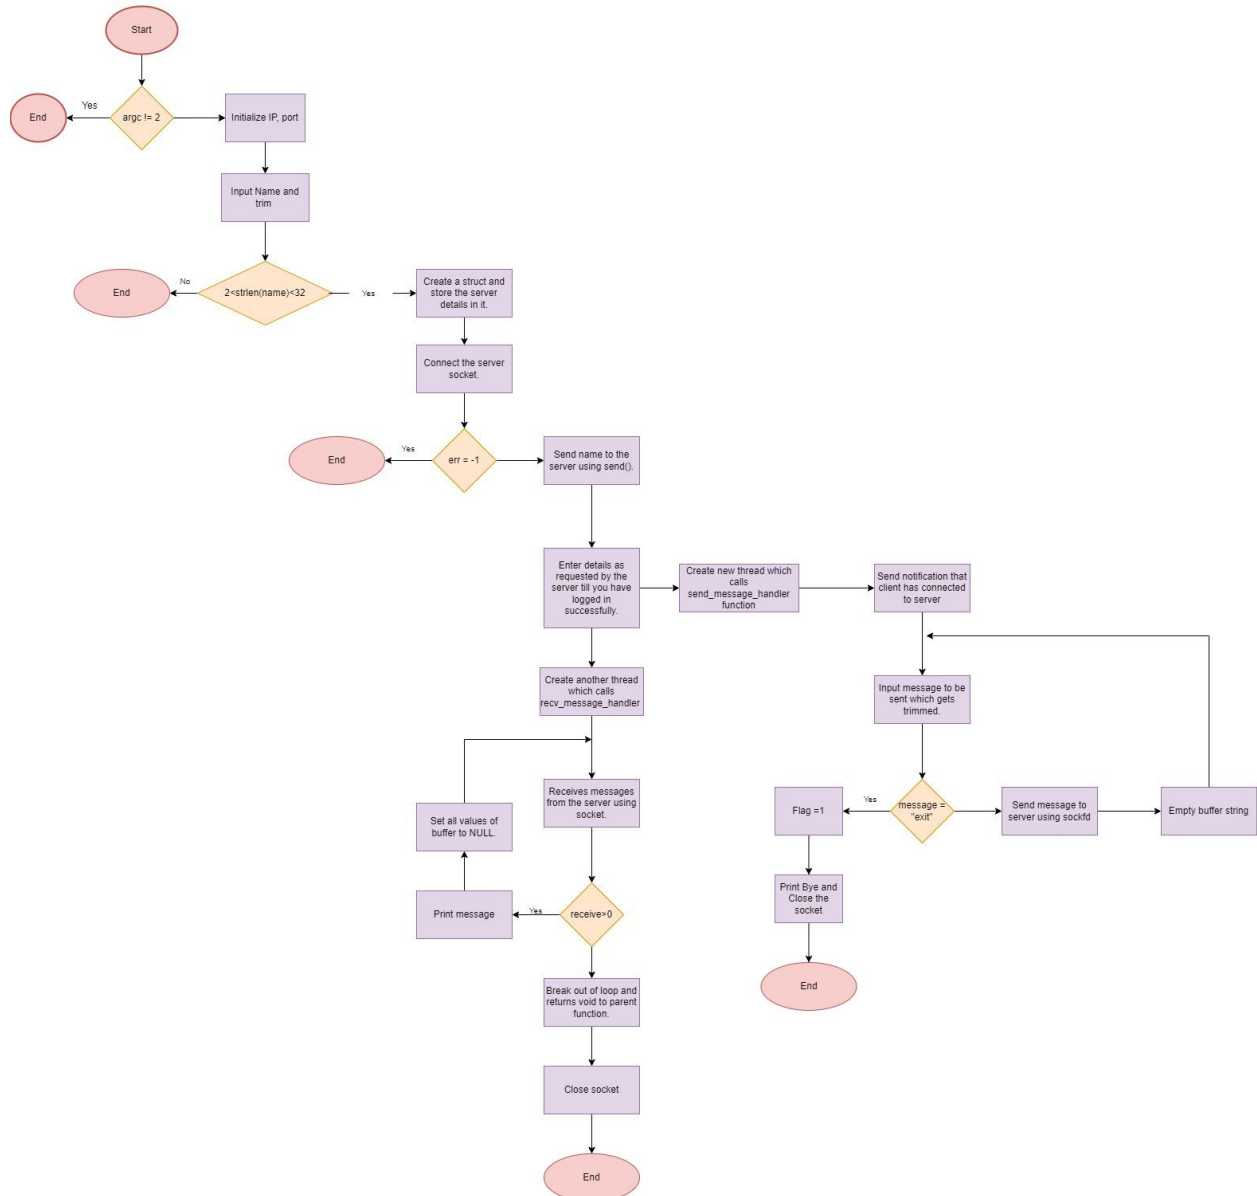 Start
End
Yes
argc != 2
Initialize IP, port
Input Name and
trim
End
No
2<strlen(name)<32
Yes
Create a struct and
store the server
details in it.
Connect the server
socket.
End
Yes
err = -1
Send name to the
server using send().
Enter details as
requested by the
server till you have
logged in
successfully.
Create new thread which
calls
send_message_handler
function
Send notification that
client has connected
to server
Create another thread
which calls
recv_message_handler
Input message to be
sent which gets
trimmed.
Set all values of
buffer to NULL.
Receives messages
from the server using
socket.
Flag =1
Yes
message =
"exit"
Send message to
server using sockfd
Empty buffer string
Print message
Yes
receive>0
Print Bye and
Close the
socket
Break out of loop and
returns void to parent
function.
End
Close socket
End